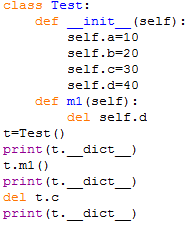 class Test:
    def __init__(self):
        self.a=10
        self.b=20
        self.c=30
        self.d=40
    def m1(self):
        del self.d
t=Test()
print(t.__dict__)
t.m1()
print(t.__dict__)
del t.c
print(t.__dict__)